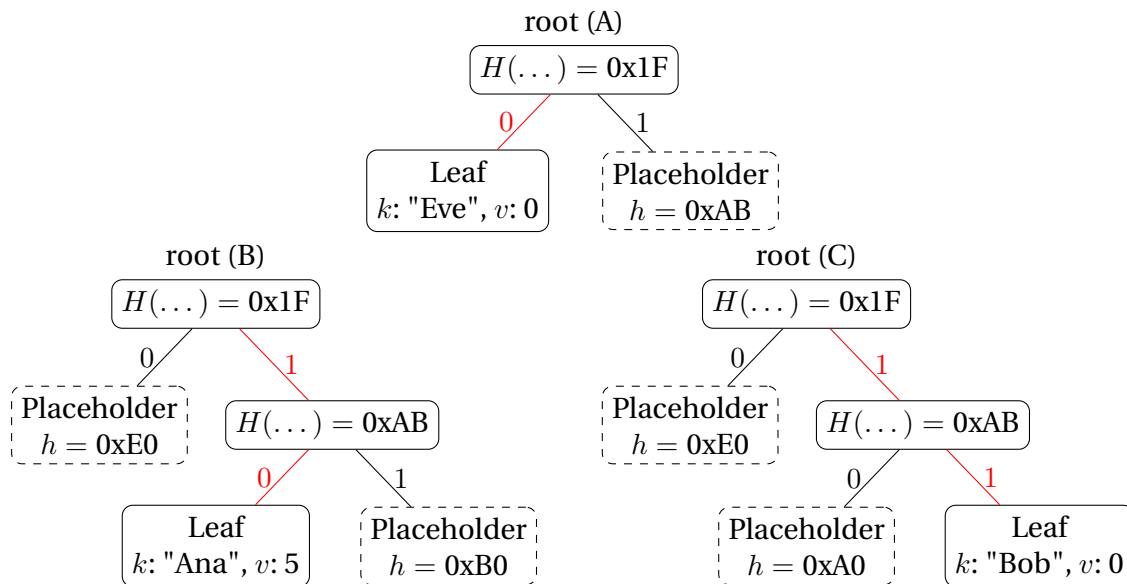 root (A)
H(...) = 0x1F
0
1
Leaf
k: "Eve", v: 0
Placeholder
h = 0xAB
root (B)
H(...) = 0x1F
0
1
Placeholder
h = 0xE0
H(...) = 0xAB
0
1
Leaf
k: "Ana", v: 5
Placeholder
h = 0xB0
root (C)
H(...) = 0x1F
0
1
Placeholder
h = 0xE0
H(...) = 0xAB
0
1
Placeholder
h = 0xA0
Leaf
k: "Bob", v: 0